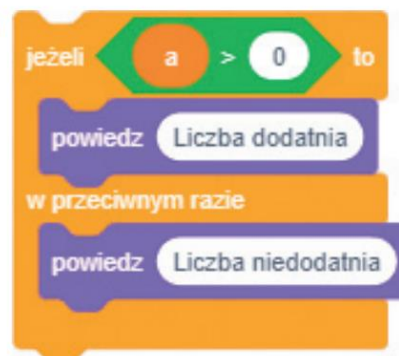 jeżeli a > 0 to
powiedz Liczba dodatnia
w przeciwnym razie
powiedz Liczba niedodatnia